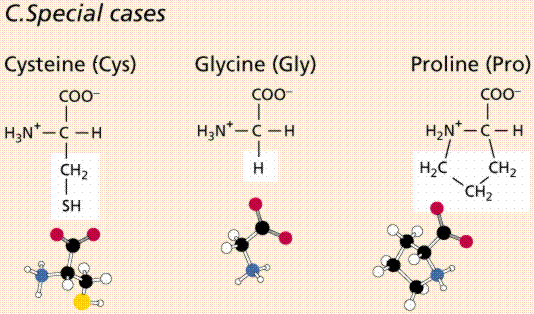 C.Special cases
Cysteine (Cys)
COO⁻
H₃N⁺—C—H
CH₂
SH
Glycine (Gly)
COO⁻
H₃N⁺—C—H
H
Proline (Pro)
COO⁻
H₂N⁺—C—H
H₂C CH₂
CH₂